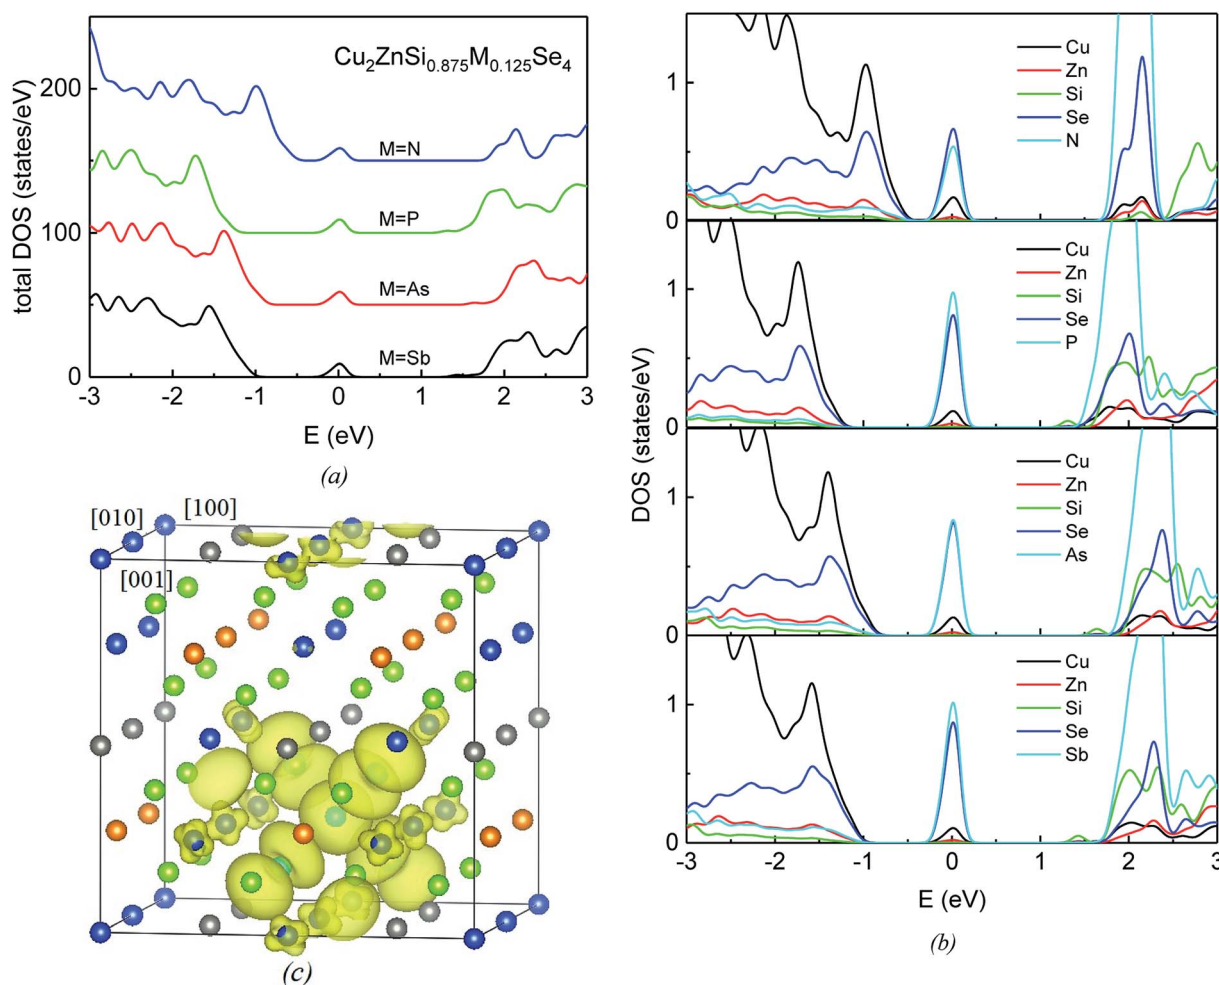 Cu2ZnSi0.875M0.125Se4
total DOS (states/eV)
200
100
0
M=N
M=P
M=As
M=Sb
-3 -2 -1 0 1 2 3
E (eV)
(a)
DOS (states/eV)
1
0
Cu
Zn
Si
Se
N
1
0
Cu
Zn
Si
Se
P
1
0
Cu
Zn
Si
Se
As
1
0
Cu
Zn
Si
Se
Sb
-3 -2 -1 0 1 2 3
E (eV)
(b)
[010] [100]
[001]
(c)